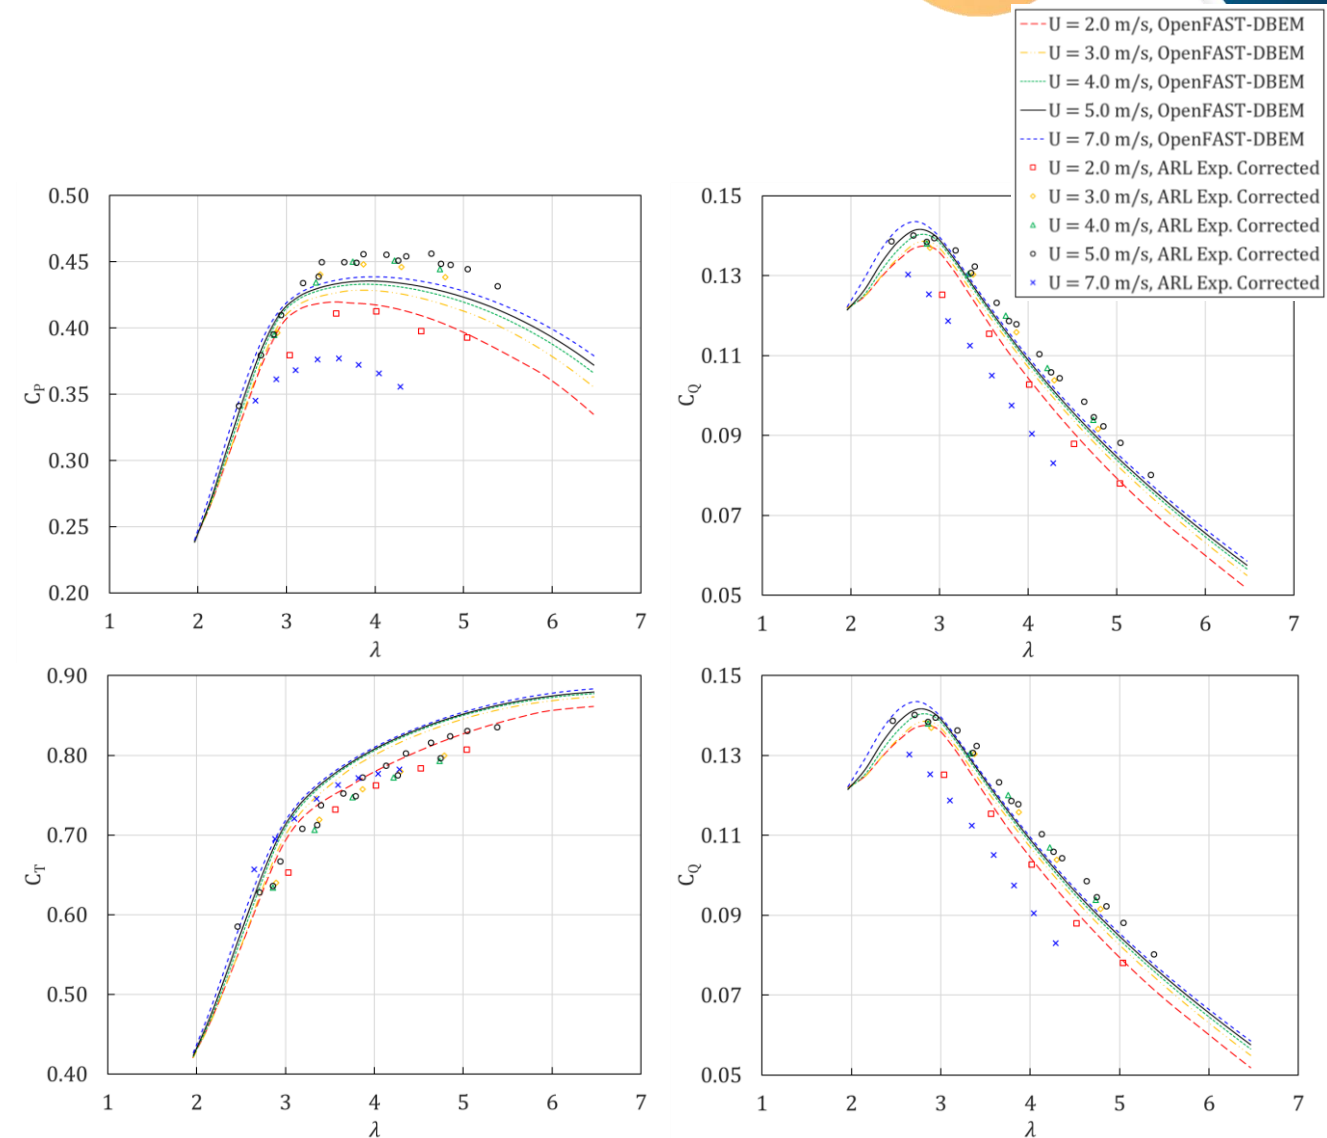 U = 2.0 m/s, OpenFAST-DBEM
U = 3.0 m/s, OpenFAST-DBEM
U = 4.0 m/s, OpenFAST-DBEM
U = 5.0 m/s, OpenFAST-DBEM
U = 7.0 m/s, OpenFAST-DBEM
U = 2.0 m/s, ARL Exp. Corrected
U = 3.0 m/s, ARL Exp. Corrected
U = 4.0 m/s, ARL Exp. Corrected
U = 5.0 m/s, ARL Exp. Corrected
U = 7.0 m/s, ARL Exp. Corrected
0.50
0.45
0.40
0.35
0.30
0.25
0.20
C_P
1 2 3 4 5 6 7
λ
0.15
0.13
0.11
0.09
0.07
0.05
C_Q
1 2 3 4 5 6 7
λ
0.90
0.80
0.70
0.60
0.50
0.40
C_T
1 2 3 4 5 6 7
λ
0.15
0.13
0.11
0.09
0.07
0.05
C_Q
1 2 3 4 5 6 7
λ